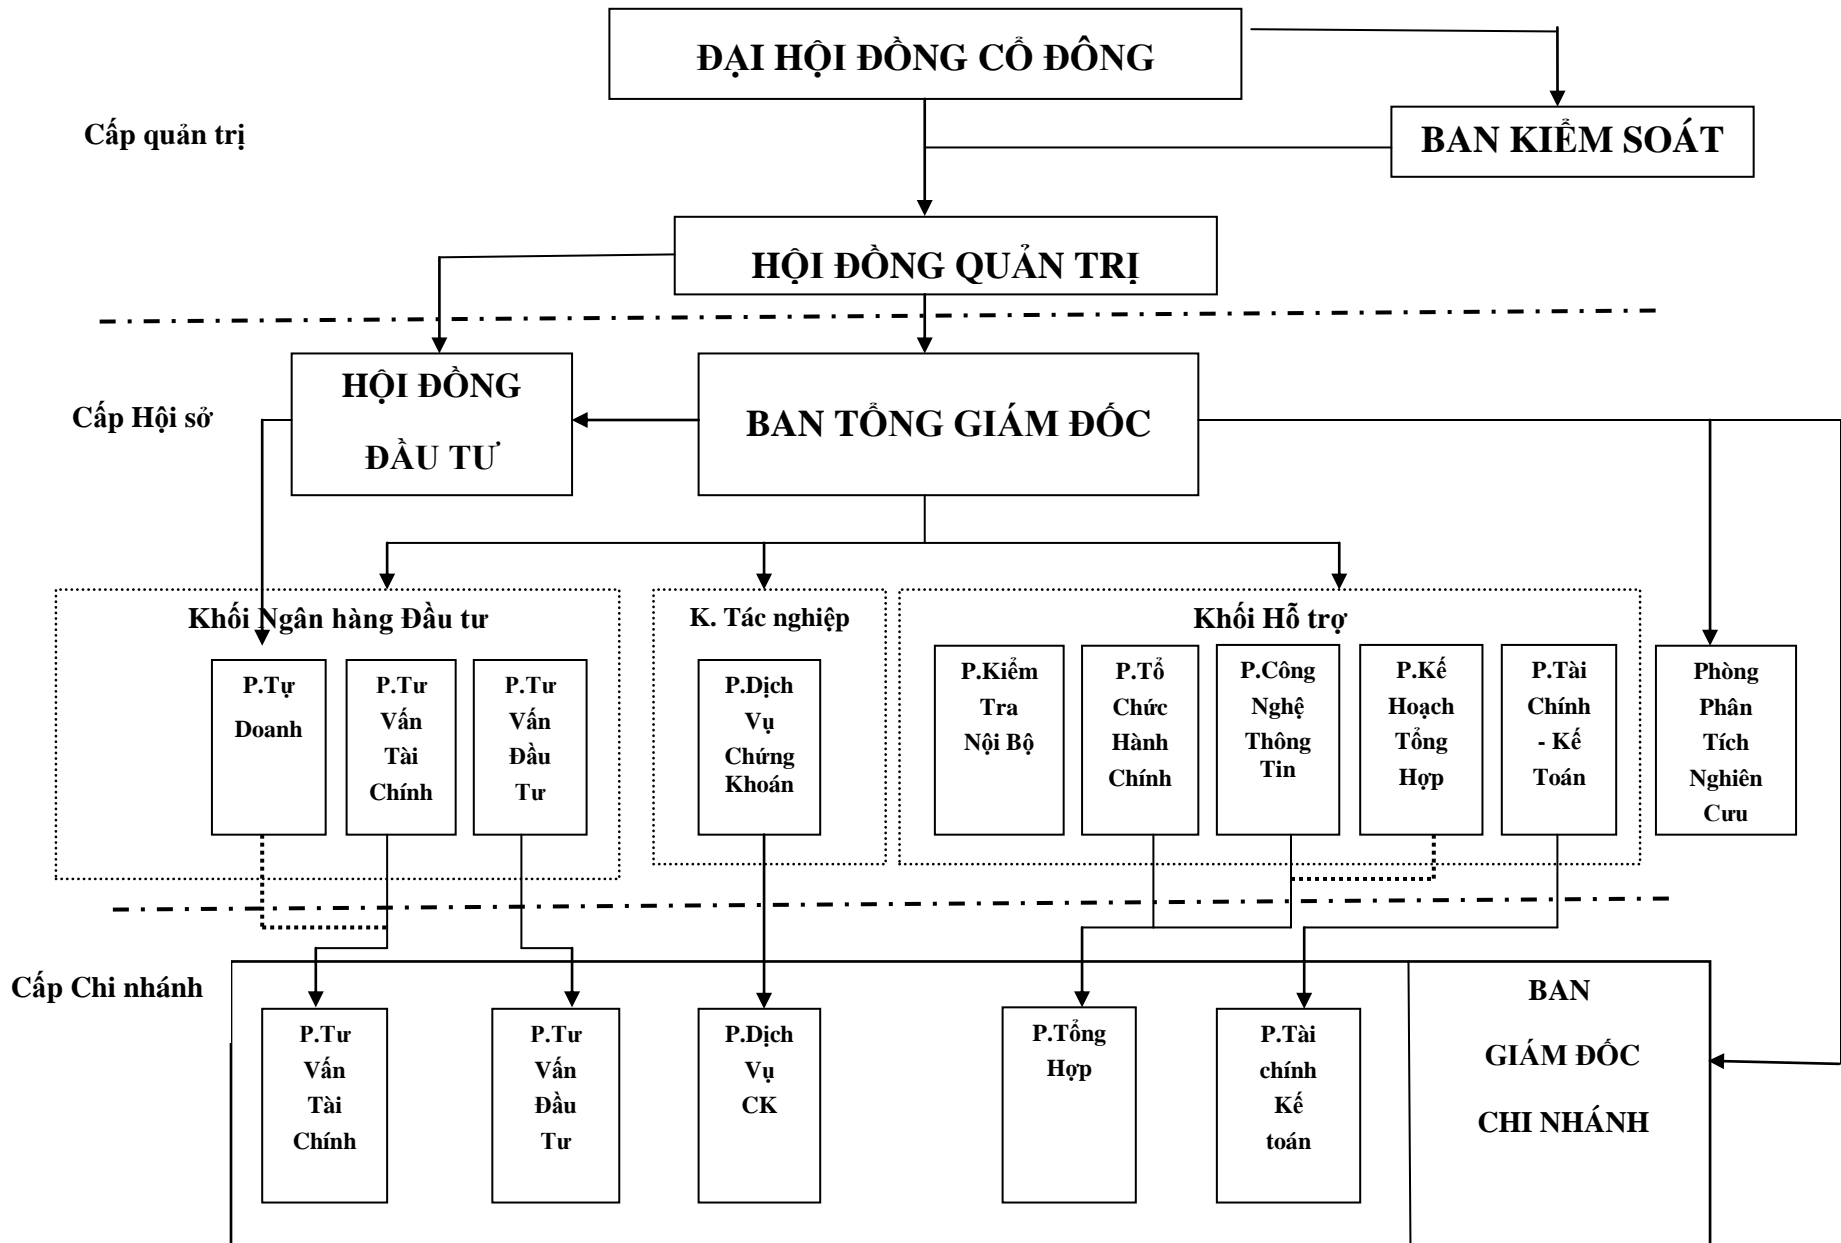 ĐẠI HỘI ĐỒNG CỔ ĐÔNG
Cấp quản trị
BAN KIỂM SOÁT
HỘI ĐỒNG QUẢN TRỊ
Cấp Hội sở
HỘI ĐỒNG
ĐẦU TƯ
BAN TỔNG GIÁM ĐỐC
Khối Ngân hàng Đầu tư
P.Tự
Doanh
P.Tư
Vấn
Tài
Chính
P.Tư
Vấn
Đầu
Tư
K. Tác nghiệp
P.Dịch
Vụ
Chứng
Khoán
Khối Hỗ trợ
P.Kiểm
Tra
Nội Bộ
P.Tổ
Chức
Hành
Chính
P.Công
Nghệ
Thông
Tin
P.Kế
Hoạch
Tổng
Hợp
P.Tài
Chính
- Kế
Toán
Phòng
Phân
Tích
Nghiên
Cưu
Cấp Chi nhánh
P.Tư
Vấn
Tài
Chính
P.Tư
Vấn
Đầu
Tư
P.Dịch
Vụ
CK
P.Tổng
Hợp
P.Tài
chính
Kế
toán
BAN
GIÁM ĐỐC
CHI NHÁNH